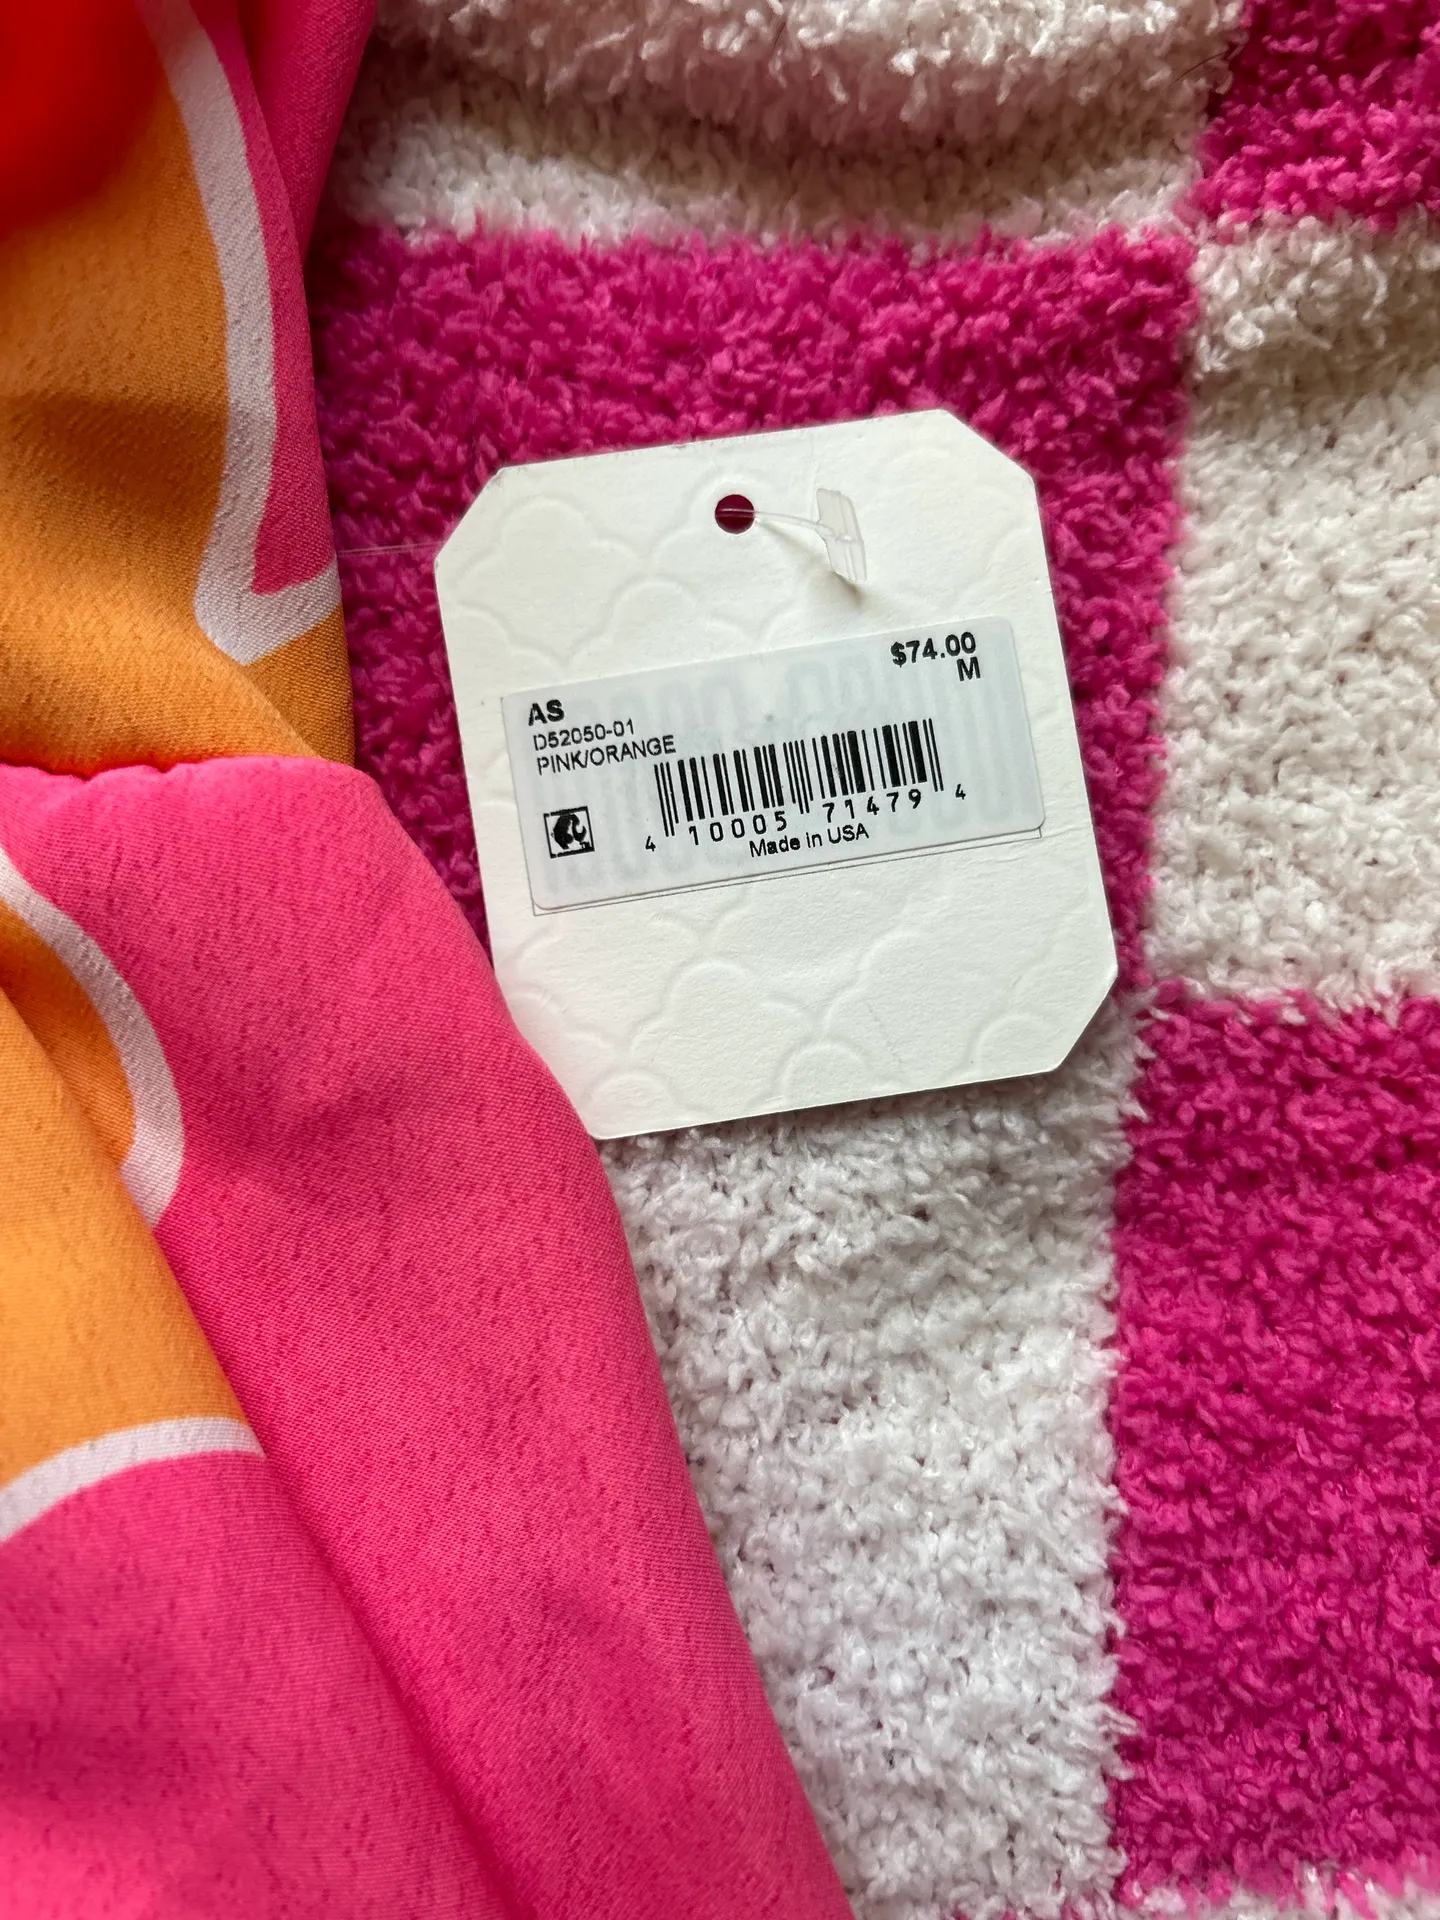 $74.00
M
AS
D52050-01
PINK/ORANGE
4 10005 71479 4
Made in USA